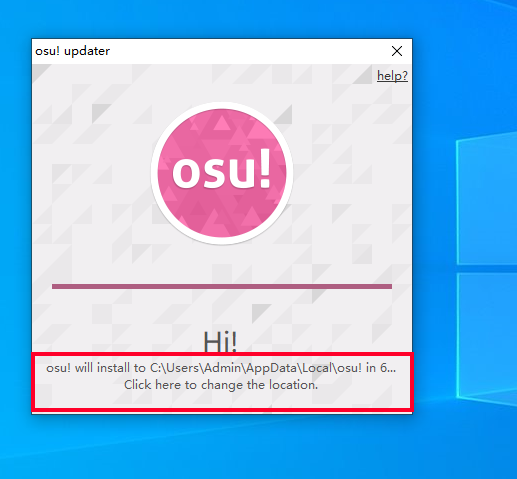 osu! updater
help?
osu!
Hi!
osu! will install to C:\Users\Admin\AppData\Local\osu! in 6...
Click here to change the location.